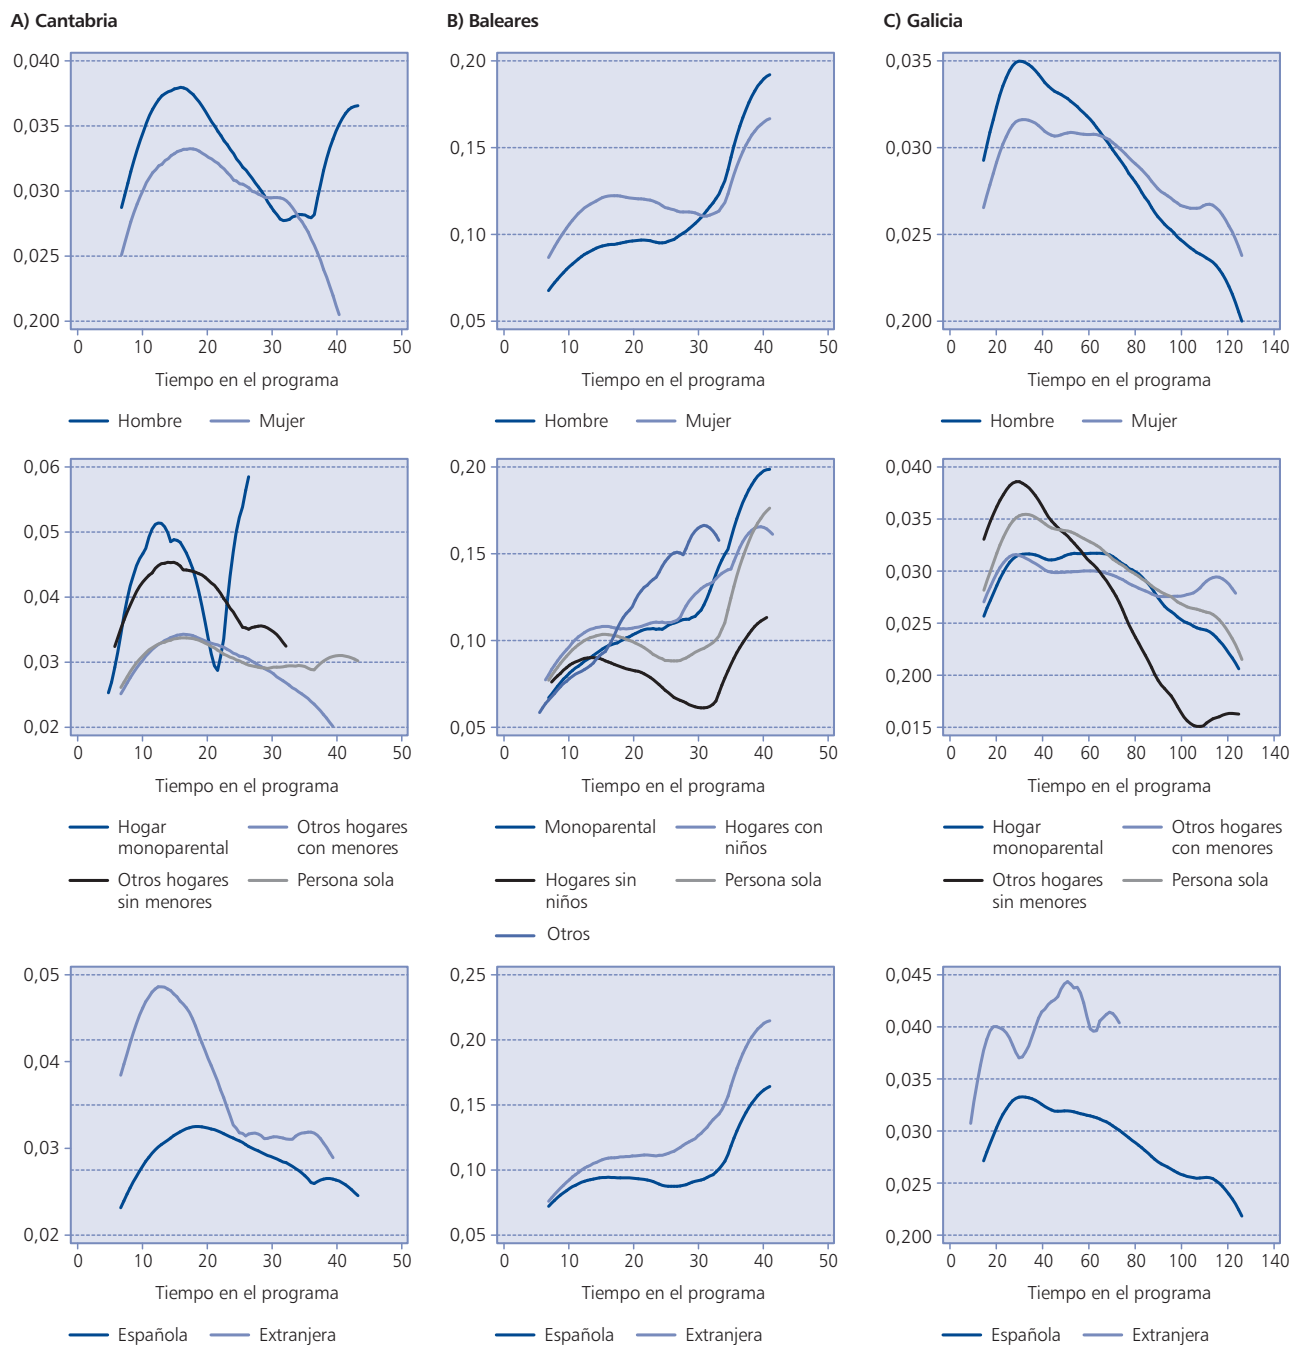 A) Cantabria
0,040
0,035
0,030
0,025
0,200
0 10 20 30 40 50
Tiempo en el programa
Hombre Mujer
B) Baleares
0,20
0,15
0,10
0,05
0 10 20 30 40 50
Tiempo en el programa
Hombre Mujer
C) Galicia
0,035
0,030
0,025
0,200
0 20 40 60 80 100 120 140
Tiempo en el programa
Hombre Mujer
0,06
0,05
0,04
0,03
0,02
0 10 20 30 40 50
Tiempo en el programa
Hogar
monoparental
Otros hogares
con menores
Otros hogares
sin menores
Persona sola
0,20
0,15
0,10
0,05
0 10 20 30 40 50
Tiempo en el programa
Monoparental
Hogares con
niños
Hogares sin
niños
Persona sola
Otros
0,040
0,035
0,030
0,025
0,200
0,015
0 20 40 60 80 100 120 140
Tiempo en el programa
Hogar
monoparental
Otros hogares
con menores
Otros hogares
sin menores
Persona sola
0,05
0,04
0,03
0,02
0 10 20 30 40 50
Tiempo en el programa
Española Extranjera
0,25
0,20
0,15
0,10
0,05
0 10 20 30 40 50
Tiempo en el programa
Española Extranjera
0,045
0,040
0,035
0,030
0,025
0,200
0 20 40 60 80 100 120 140
Tiempo en el programa
Española Extranjera